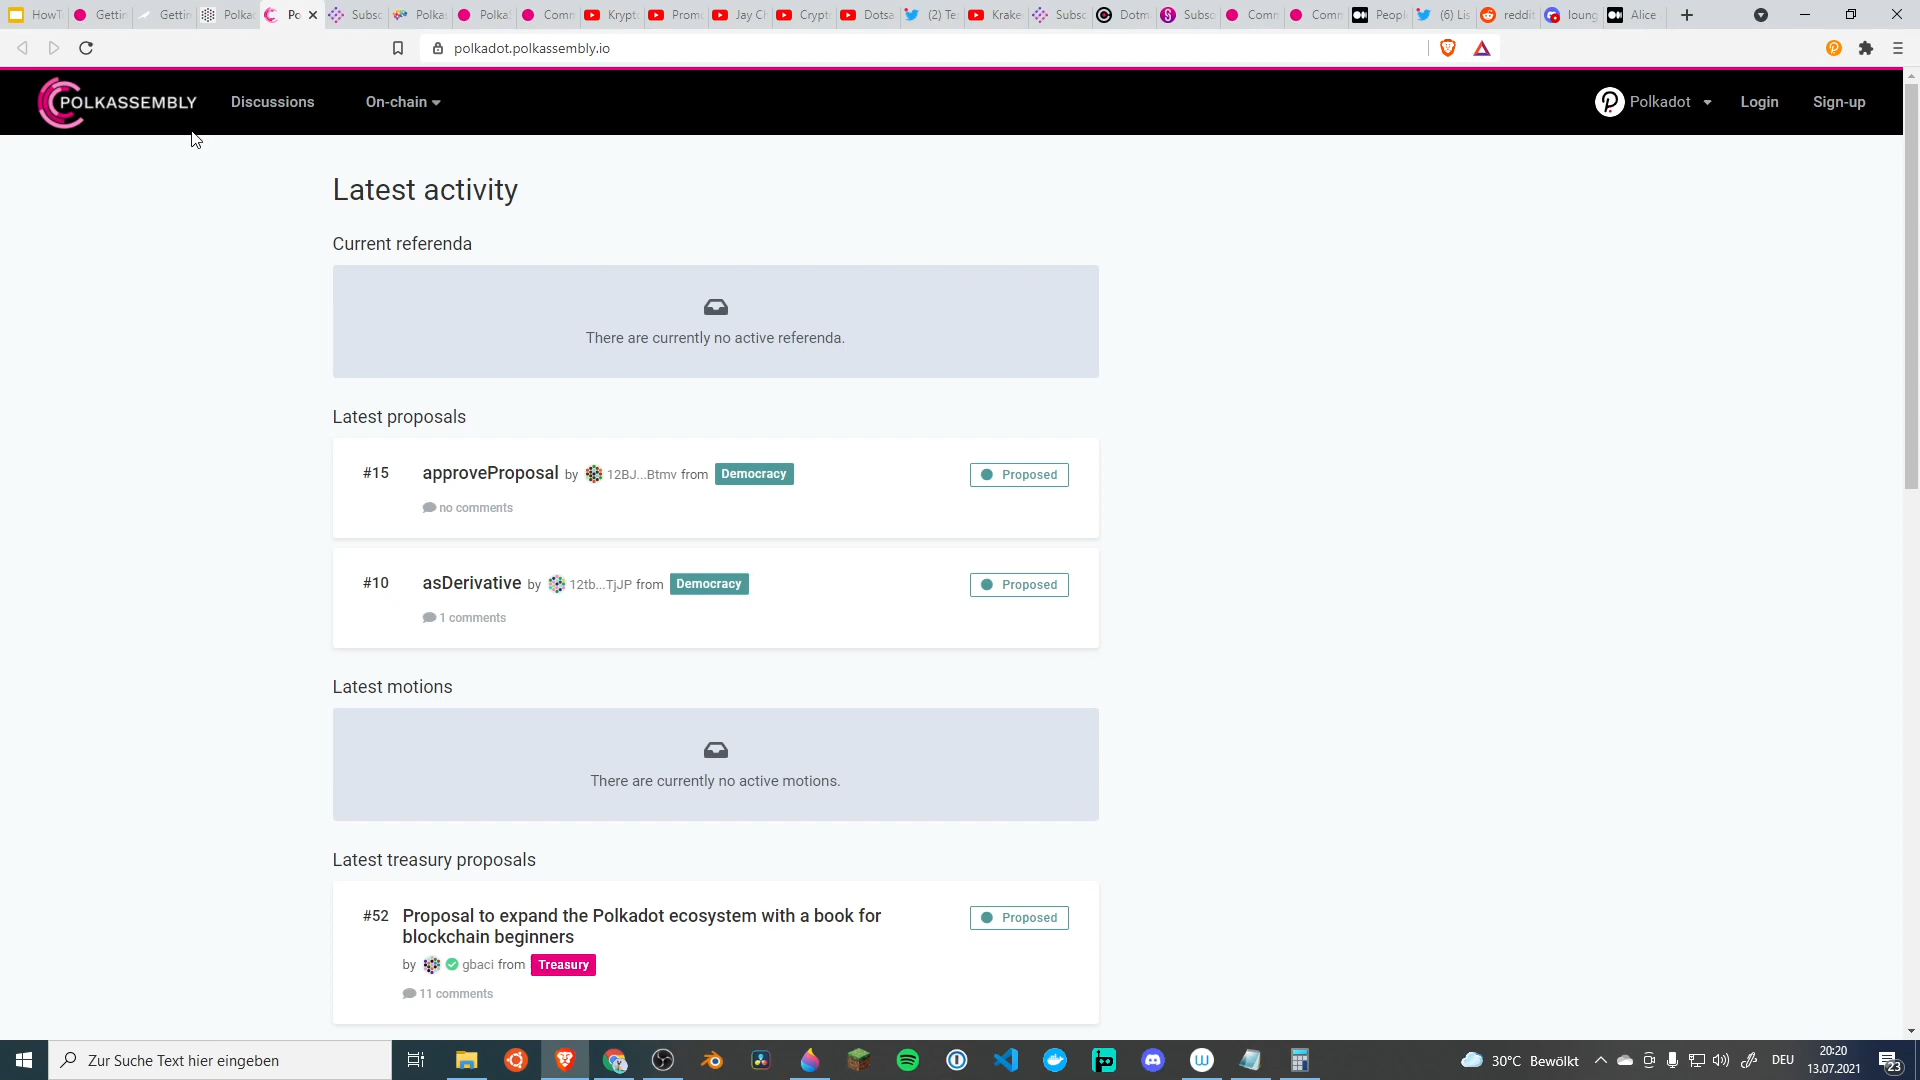 HowT
Gettin
Gettin
Polka
Po
Subsc
Polka
Polka
Comn
Krypt
Prom
Jay Cl
Crypt
Dotsa
(2) Te
Krake
Subsc
Dotm
Subsc
Comn
Comn
Peopl
(6) Lis
reddit
loung
Alice
polkadot.polkassembly.io
POLKASSEMBLY
Discussions
On-chain
Polkadot
Login
Sign-up
Latest activity
Current referenda
There are currently no active referenda.
Latest proposals
#15 approveProposal by 12BJ...Btmv from Democracy Proposed
no comments
#10 asDerivative by 12tb...TjJP from Democracy Proposed
1 comments
Latest motions
There are currently no active motions.
Latest treasury proposals
#52 Proposal to expand the Polkadot ecosystem with a book for Proposed
blockchain beginners
by gbaci from Treasury
11 comments
Zur Suche Text hier eingeben
30°C Bewölkt
DEU
20:20
13.07.2021
23